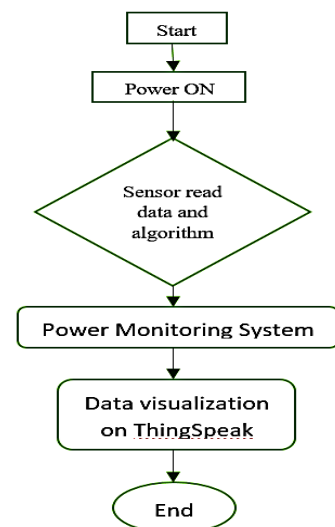 Start
Power ON
Sensor read
data and
algorithm
Power Monitoring System
Data visualization
on ThingSpeak
End